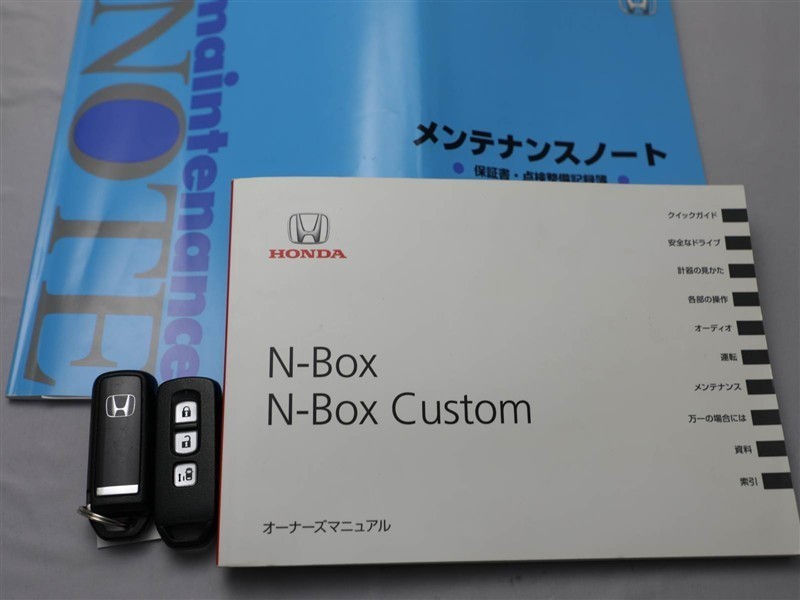 maintenance
NOTE
メンテナンスノート
保証書・点検整備記録簿
HONDA
N-Box
N-Box Custom
オーナーズマニュアル
クイックガイド
安全なドライブ
計器の見かた
各部の操作
オーディオ
運転
メンテナンス
万一の場合には
資料
索引